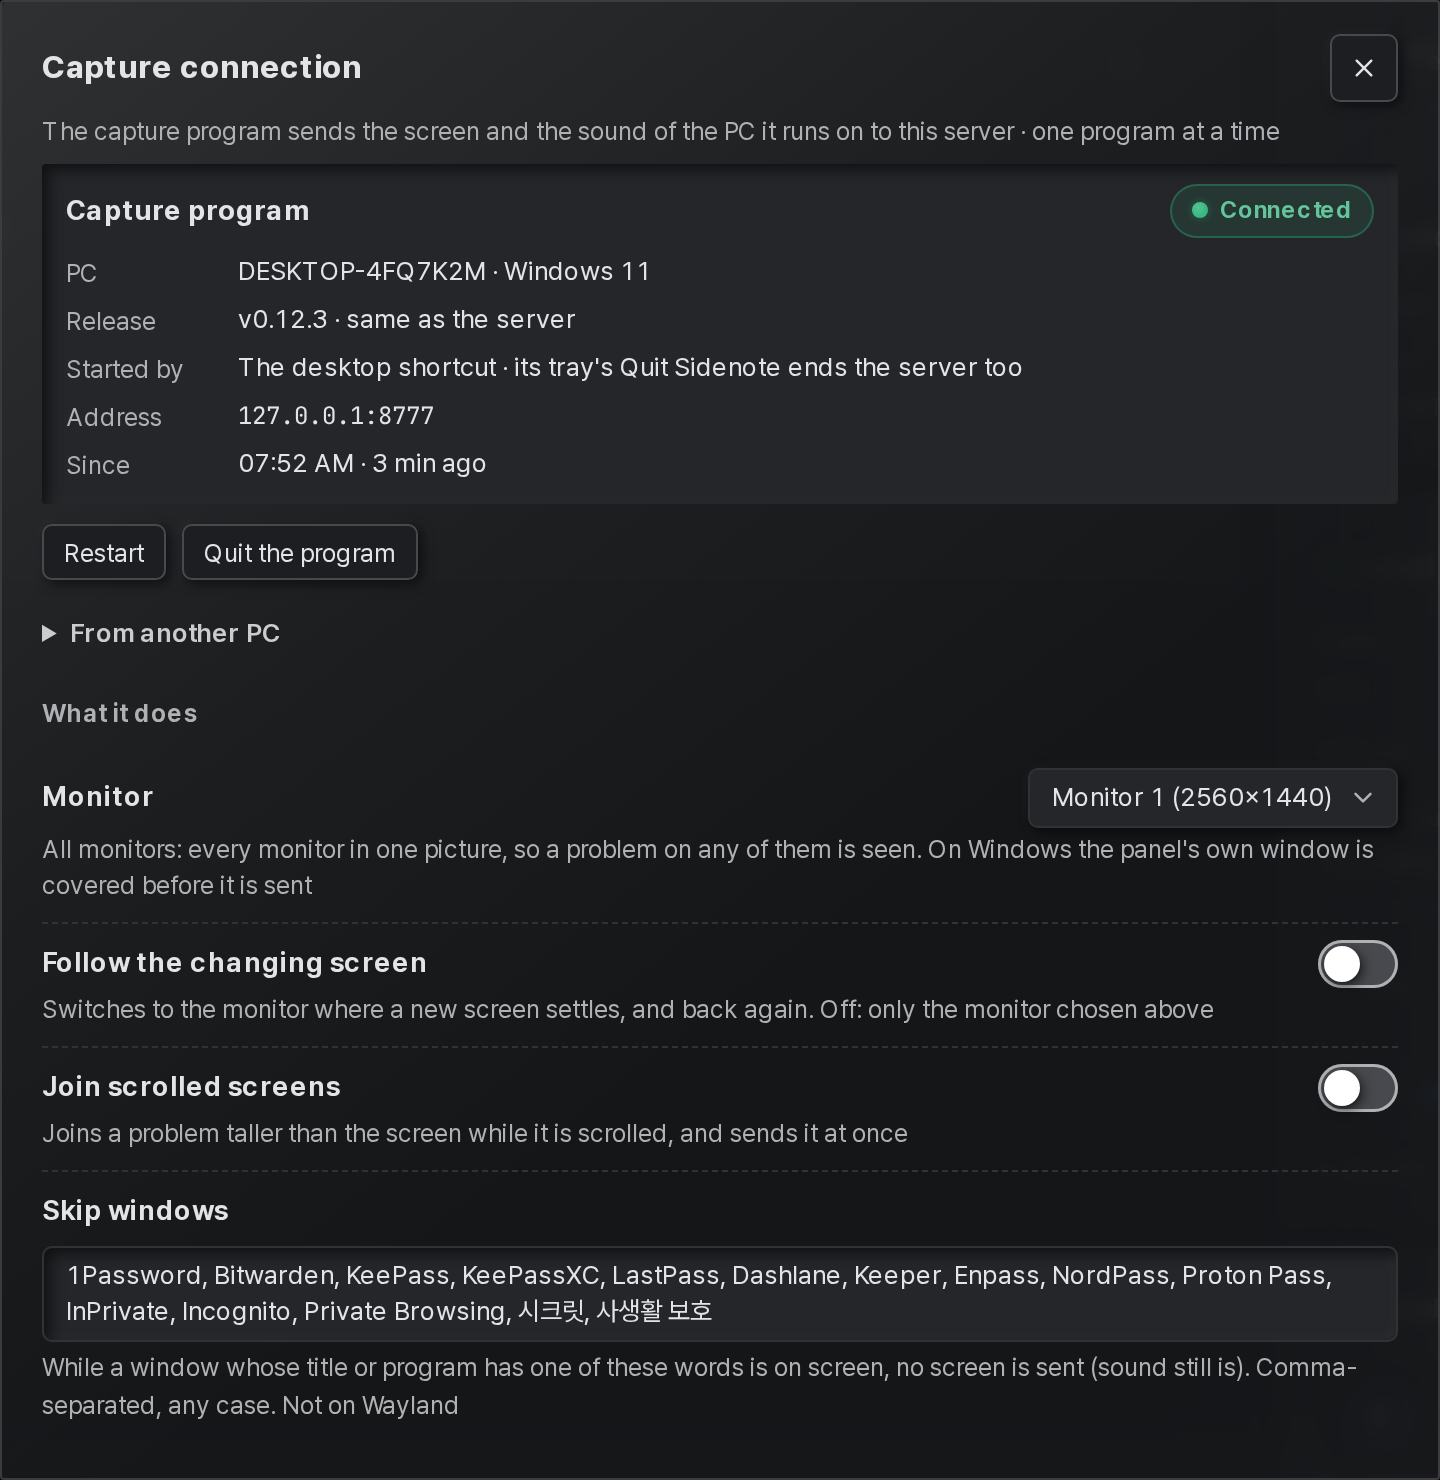 Capture connection
The capture program sends the screen and the sound of the PC it runs on to this server · one program at a time
Capture program
Connected
PC DESKTOP-4FQ7K2M · Windows 11
Release v0.12.3 · same as the server
Started by The desktop shortcut · its tray's Quit Sidenote ends the server too
Address 127.0.0.1:8777
Since 07:52 AM · 3 min ago
Restart Quit the program
▶ From another PC
What it does
Monitor Monitor 1 (2560×1440)
All monitors: every monitor in one picture, so a problem on any of them is seen. On Windows the panel's own window is
covered before it is sent
Follow the changing screen
Switches to the monitor where a new screen settles, and back again. Off: only the monitor chosen above
Join scrolled screens
Joins a problem taller than the screen while it is scrolled, and sends it at once
Skip windows
1Password, Bitwarden, KeePass, KeePassXC, LastPass, Dashlane, Keeper, Enpass, NordPass, Proton Pass,
InPrivate, Incognito, Private Browsing, 시크릿, 사생활 보호
While a window whose title or program has one of these words is on screen, no screen is sent (sound still is). Comma-
separated, any case. Not on Wayland